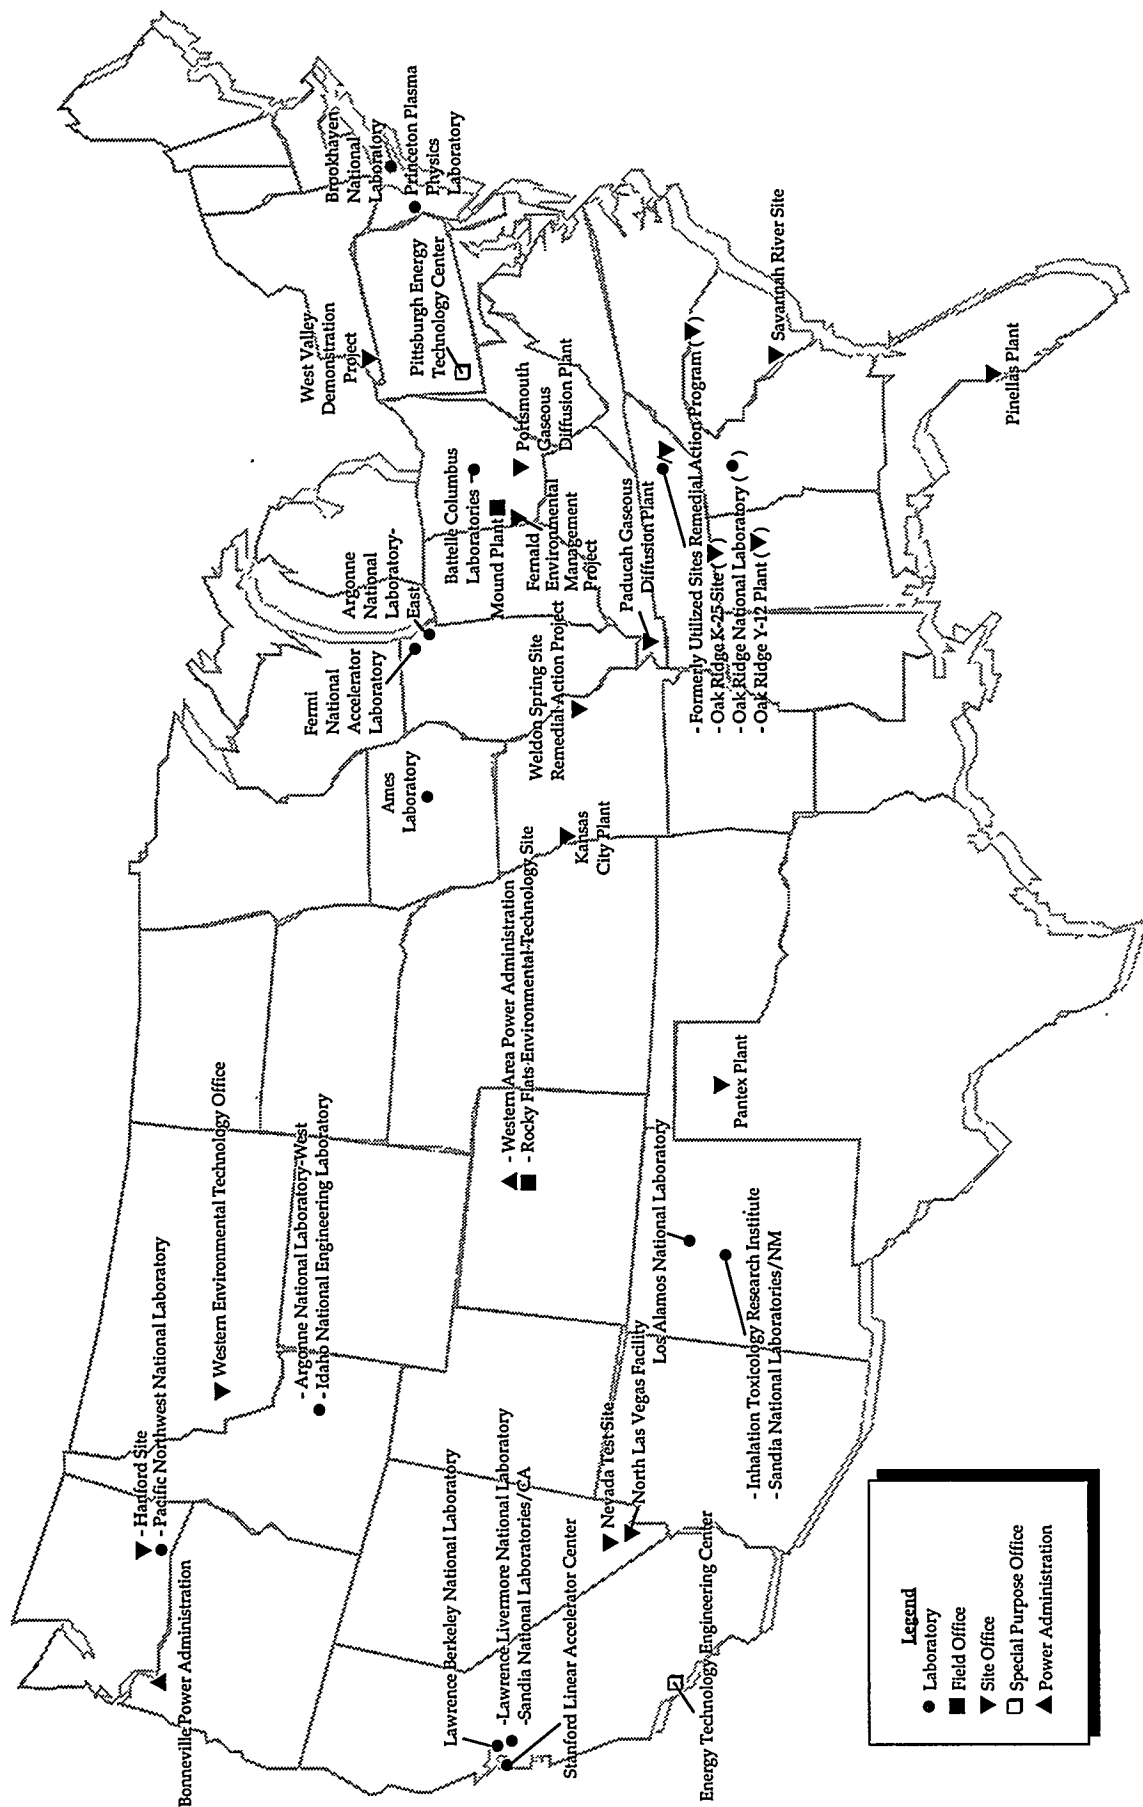 - Hanford Site
- Pacific Northwest National Laboratory
Bonneville Power Administration
Western Environmental Technology Office
- Argonne National Laboratory-West
- Idaho National Engineering Laboratory
Lawrence Berkeley National Laboratory
-Lawrence Livermore National Laboratory
-Sandia National Laboratories/CA
Stanford Linear Accelerator Center
Nevada Test Site
North Las Vegas Facility
Energy Technology Engineering Center
Los Alamos National Laboratory
- Inhalation Toxicology Research Institute
- Sandia National Laboratories/NM
- Western Area Power Administration
- Rocky Flats Environmental Technology Site
Pantex Plant
Kansas
City Plant
Ames
Laboratory
Weldon Spring Site
Remedial Action Project
Fermi
National
Accelerator
Laboratory
Argonne
National
Laboratory-
East
Battelle Columbus
Laboratories
Mound Plant
Fernald
Environmental
Management
Project
Portsmouth
Gaseous
Diffusion Plant
Paducah Gaseous
Diffusion Plant
- Formerly Utilized Sites Remedial Action Program (▼)
- Oak Ridge K-25 Site (▼)
- Oak Ridge National Laboratory (●)
- Oak Ridge Y-12 Plant (▼)
West Valley
Demonstration
Project
Pittsburgh Energy
Technology Center
Brookhaven
National
Laboratory
Princeton Plasma
Physics
Laboratory
Savannah River Site
Pinellas Plant
Legend
● Laboratory
■ Field Office
▼ Site Office
□ Special Purpose Office
▲ Power Administration